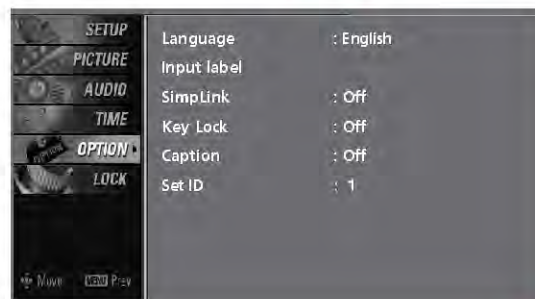 SETUP
PICTURE
AUDIO
TIME
OPTION
LOCK
Move MENU Prev
Language : English
Input label
SimpLink : Off
Key Lock : Off
Caption : Off
Set ID : 1